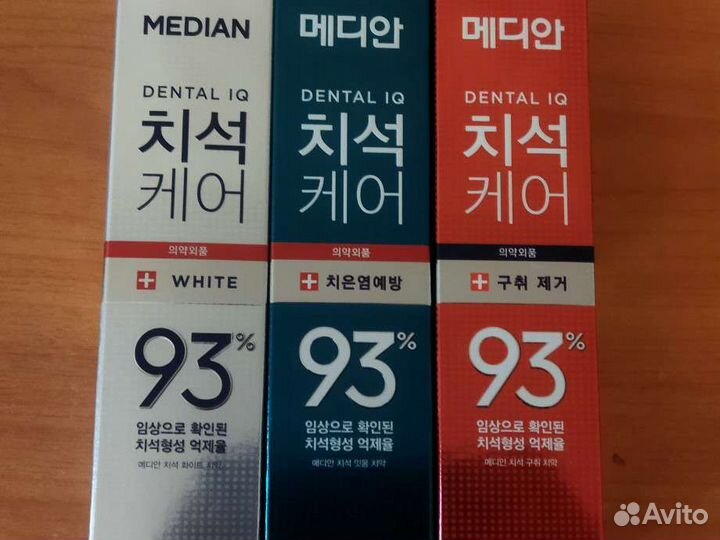 MEDIAN
DENTAL IQ
치석
케어
의약외품
WHITE
93%
임상으로 확인된
치석형성 억제율
메디안 치석 화이트 치약
메디안
DENTAL IQ
치석
케어
의약외품
치은염예방
93%
임상으로 확인된
치석형성 억제율
메디안 치석 잇몸 치약
메디안
DENTAL IQ
치석
케어
의약외품
구취 제거
93%
임상으로 확인된
치석형성 억제율
메디안 치석 구취 치약
Avito